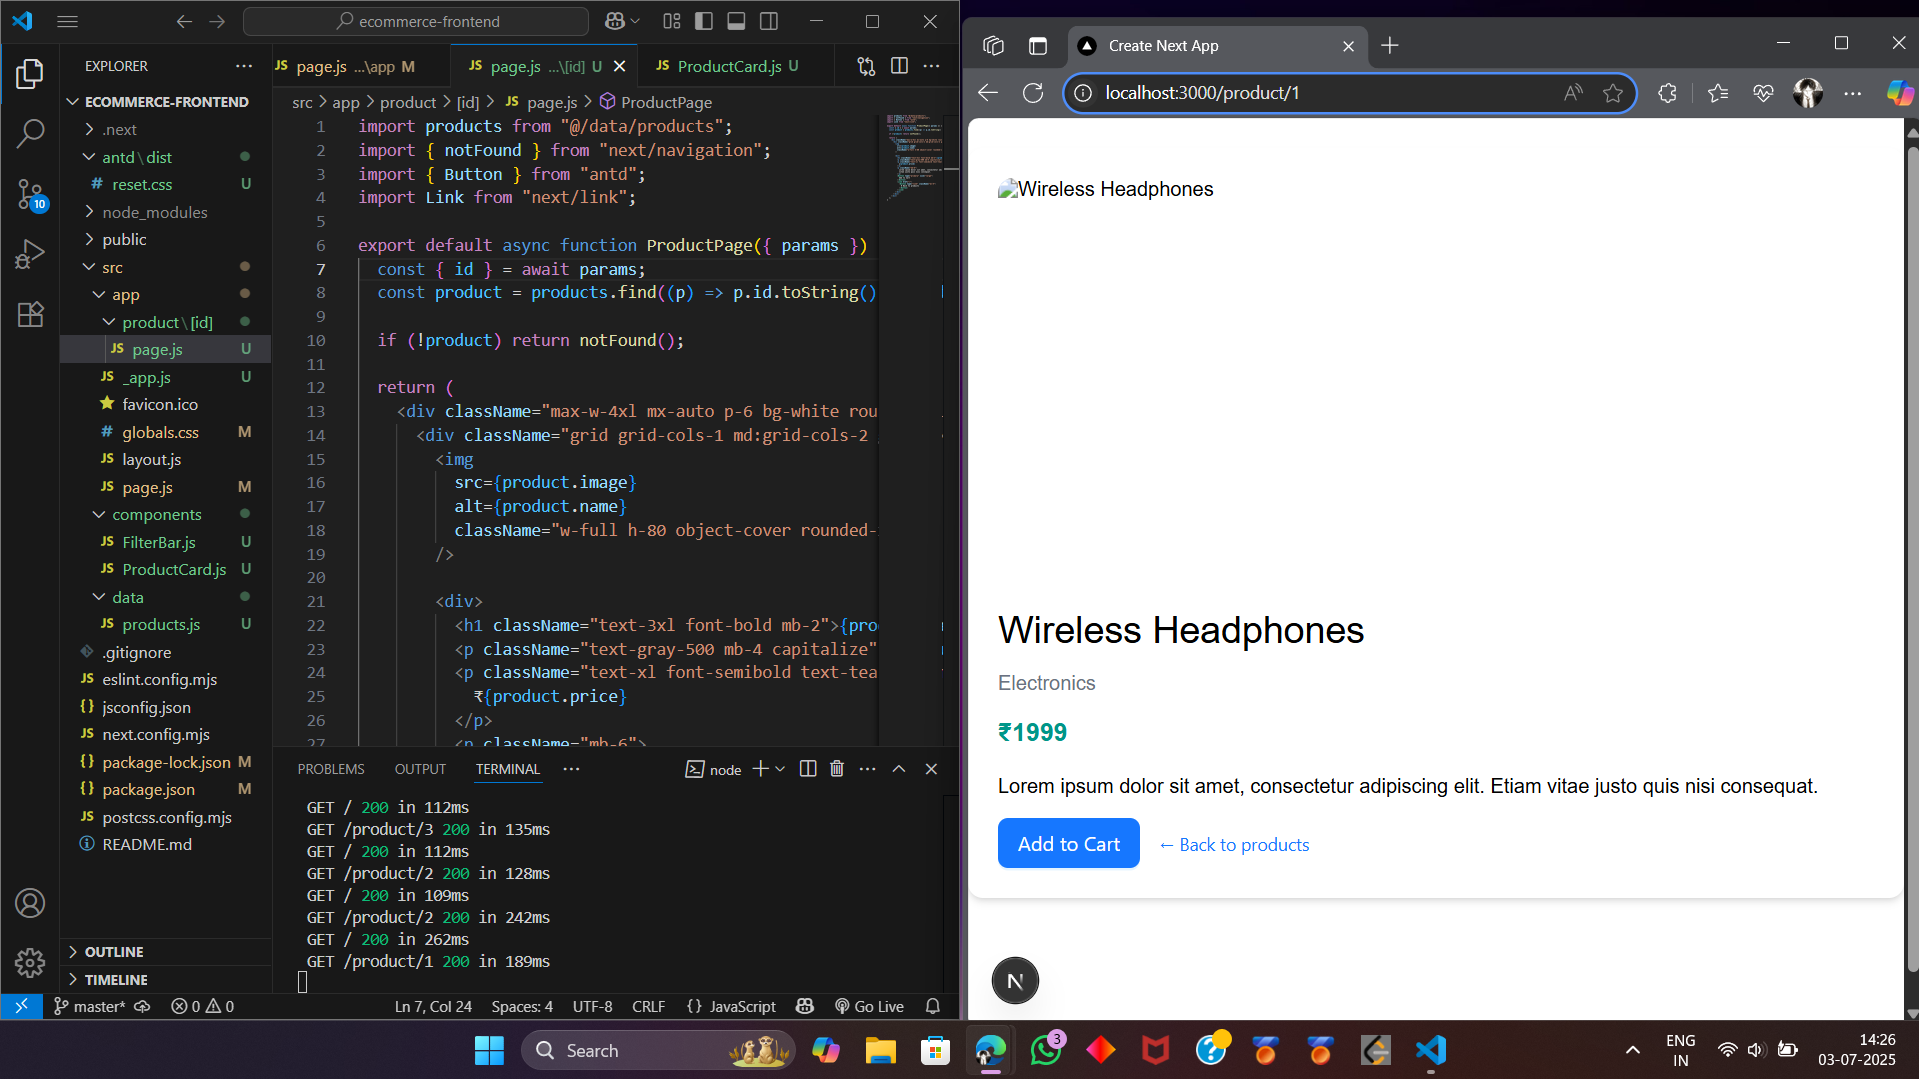 ecommerce-frontend
EXPLORER
ECOMMERCE-FRONTEND
.next
antd\dist
reset.css U
node_modules
public
src
app
product\[id]
page.js U
_app.js U
favicon.ico
globals.css M
layout.js
page.js M
components
FilterBar.js U
ProductCard.js U
data
products.js U
.gitignore
eslint.config.mjs
jsconfig.json
next.config.mjs
package-lock.json M
package.json M
postcss.config.mjs
README.md
OUTLINE
TIMELINE
10
page.js ...\app M
page.js ...\[id] U
ProductCard.js U
src > app > product > [id] > page.js > ProductPage
1 import products from "@/data/products";
2 import { notFound } from "next/navigation";
3 import { Button } from "antd";
4 import Link from "next/link";
5
6 export default async function ProductPage({ params })
7 const { id } = await params;
8 const product = products.find((p) => p.id.toString()
9
10 if (!product) return notFound();
11
12 return (
13 <div className="max-w-4xl mx-auto p-6 bg-white rou
14 <div className="grid grid-cols-1 md:grid-cols-2
15 <img
16 src={product.image}
17 alt={product.name}
18 className="w-full h-80 object-cover rounded-
19 />
20
21 <div>
22 <h1 className="text-3xl font-bold mb-2">{pro
23 <p className="text-gray-500 mb-4 capitalize"
24 <p className="text-xl font-semibold text-tea
25 ₹{product.price}
26 </p>
27 <p className="mb-6">
PROBLEMS OUTPUT TERMINAL node
GET / 200 in 112ms
GET /product/3 200 in 135ms
GET / 200 in 112ms
GET /product/2 200 in 128ms
GET / 200 in 109ms
GET /product/2 200 in 242ms
GET / 200 in 262ms
GET /product/1 200 in 189ms
master* 0 0 Ln 7, Col 24 Spaces: 4 UTF-8 CRLF {} JavaScript Go Live
Create Next App
localhost:3000/product/1
Wireless Headphones
Wireless Headphones
Electronics
₹1999
Lorem ipsum dolor sit amet, consectetur adipiscing elit. Etiam vitae justo quis nisi consequat.
Add to Cart
← Back to products
N
Search
3
ENG
IN
14:26
03-07-2025